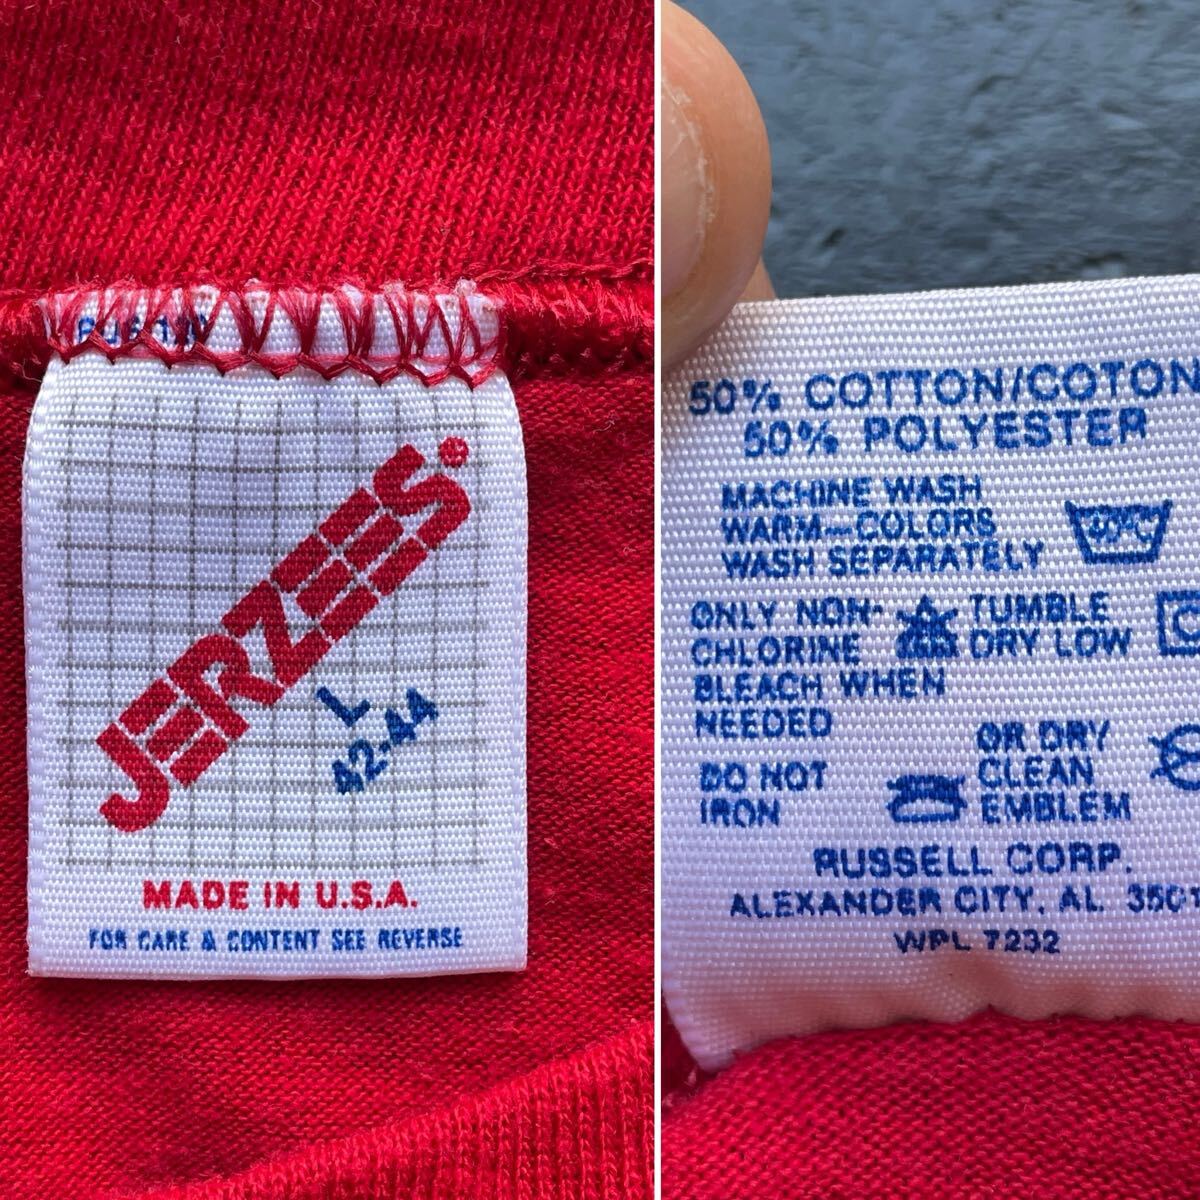 JERZEES®
L
42-44
MADE IN U.S.A.
FOR CARE & CONTENT SEE REVERSE
50% COTTON/COTON
50% POLYESTER
MACHINE WASH
WARM—COLORS
WASH SEPARATELY
ONLY NON-
CHLORINE
BLEACH WHEN
NEEDED
TUMBLE
DRY LOW
DO NOT
IRON
OR DRY
CLEAN
EMBLEM
RUSSELL CORP.
ALEXANDER CITY, AL
WPL 7232